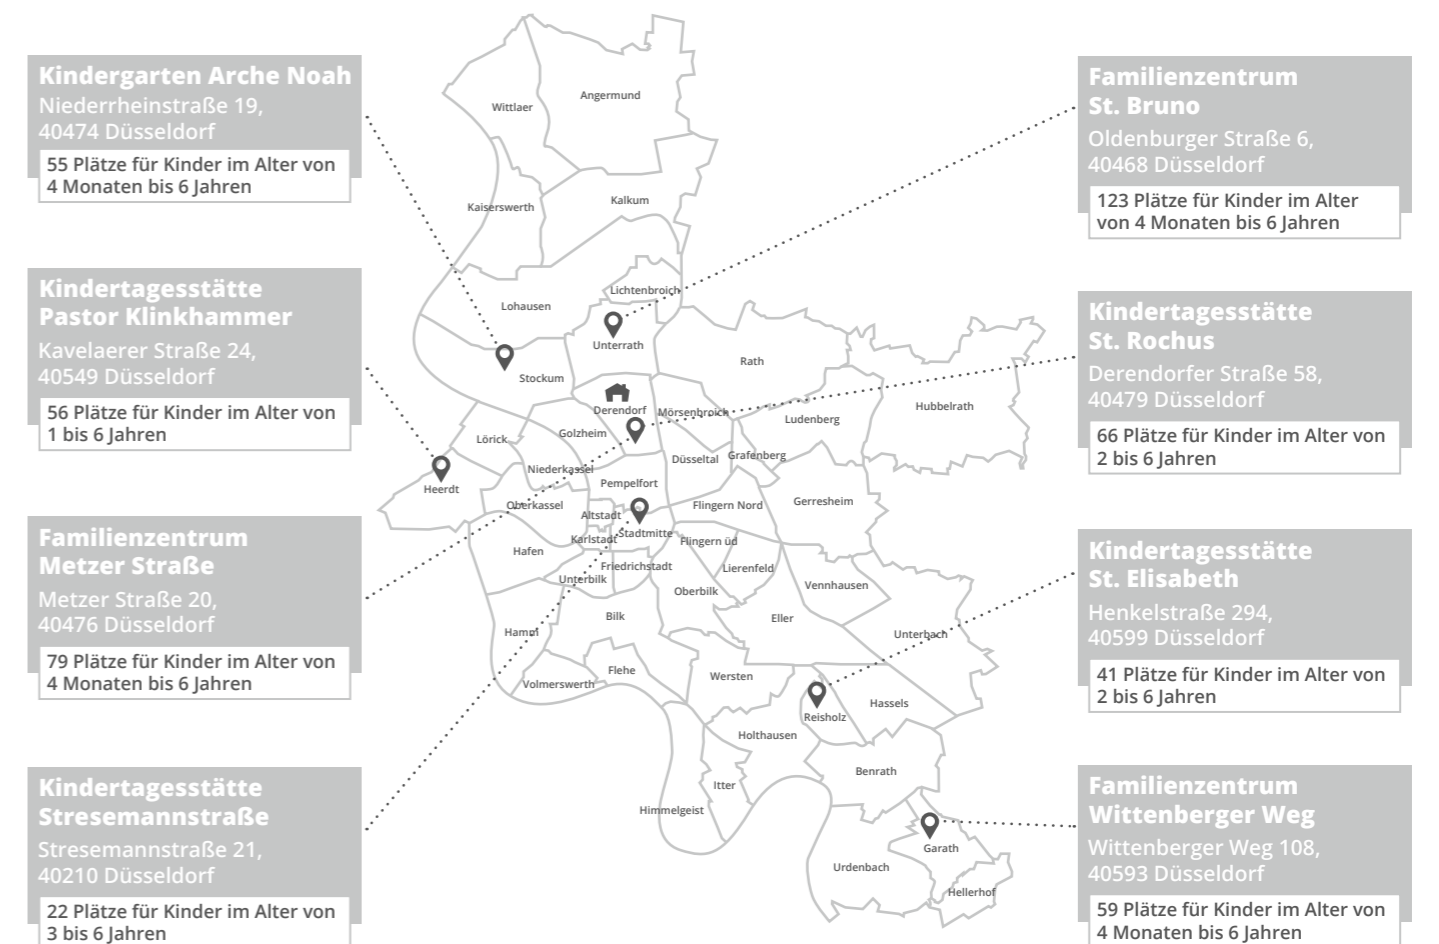 Kindergarten Arche Noah
Niederrheinstraße 19,
40474 Düsseldorf
55 Plätze für Kinder im Alter von
4 Monaten bis 6 Jahren
Kindertagesstätte
Pastor Klinkhammer
Kavelaerer Straße 24,
40549 Düsseldorf
56 Plätze für Kinder im Alter von
1 bis 6 Jahren
Familienzentrum
Metzer Straße
Metzer Straße 20,
40476 Düsseldorf
79 Plätze für Kinder im Alter von
4 Monaten bis 6 Jahren
Kindertagesstätte
Stresemannstraße
Stresemannstraße 21,
40210 Düsseldorf
22 Plätze für Kinder im Alter von
3 bis 6 Jahren
Wittlaer
Angermund
Kaiserswerth
Kalkum
Lichtenbroich
Lohausen
Unterrath
Rath
Stockum
Derendorf
Mörsenbroich
Ludenberg
Hubbelrath
Lörick
Golzheim
Düsseltal
Grafenberg
Niederkassel
Heerdt
Pempelfort
Oberkassel
Altstadt
Flingern Nord
Gerresheim
Karlstadt
Stadtmitte
Flingern üd
Hafen
Friedrichstadt
Lierenfeld
Unterbilk
Oberbilk
Vennhausen
Bilk
Eller
Hamm
Unterbach
Flehe
Wersten
Volmerswerth
Hassels
Reisholz
Holthausen
Benrath
Itter
Himmelgeist
Garath
Urdenbach
Hellerhof
Familienzentrum
St. Bruno
Oldenburger Straße 6,
40468 Düsseldorf
123 Plätze für Kinder im Alter
von 4 Monaten bis 6 Jahren
Kindertagesstätte
St. Rochus
Derendorfer Straße 58,
40479 Düsseldorf
66 Plätze für Kinder im Alter von
2 bis 6 Jahren
Kindertagesstätte
St. Elisabeth
Henkelstraße 294,
40599 Düsseldorf
41 Plätze für Kinder im Alter von
2 bis 6 Jahren
Familienzentrum
Wittenberger Weg
Wittenberger Weg 108,
40593 Düsseldorf
59 Plätze für Kinder im Alter von
4 Monaten bis 6 Jahren